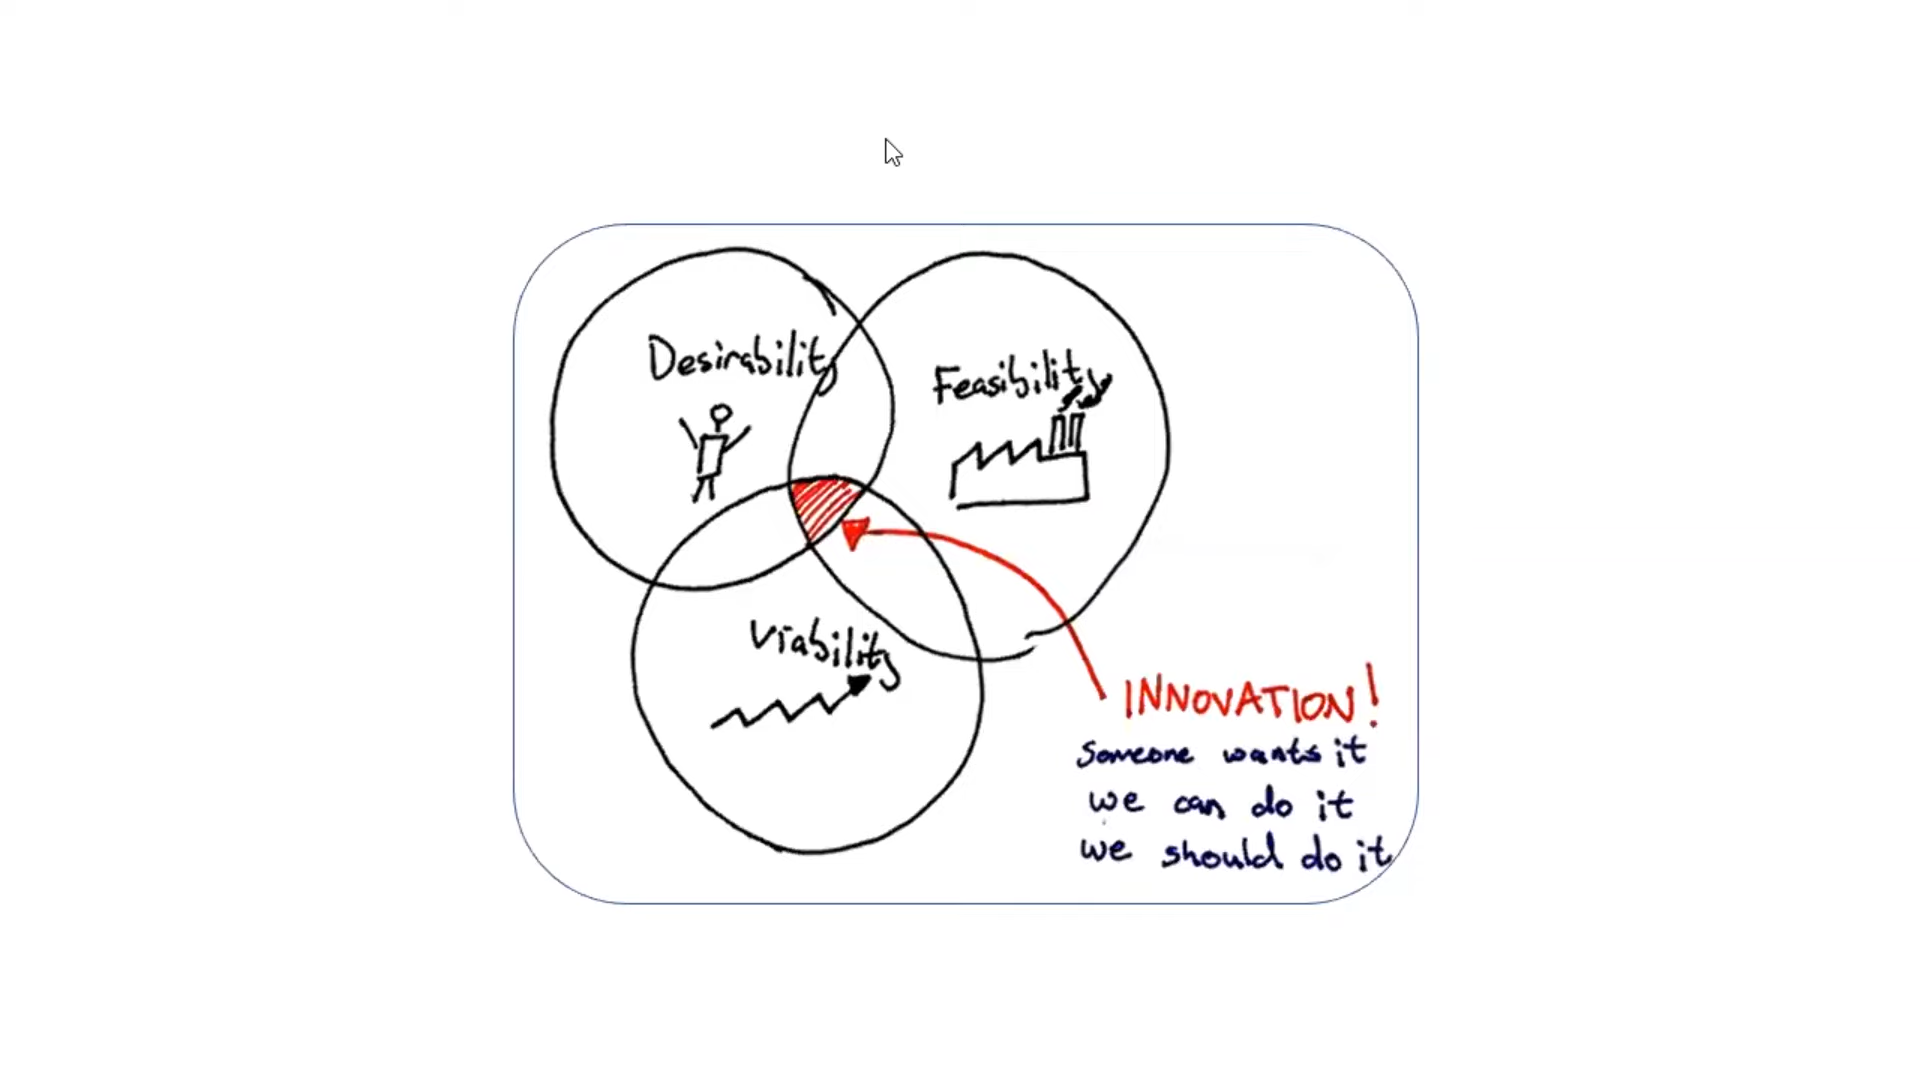 Desirability
Feasibility
Viability
INNOVATION!
Someone wants it
we can do it
we should do it